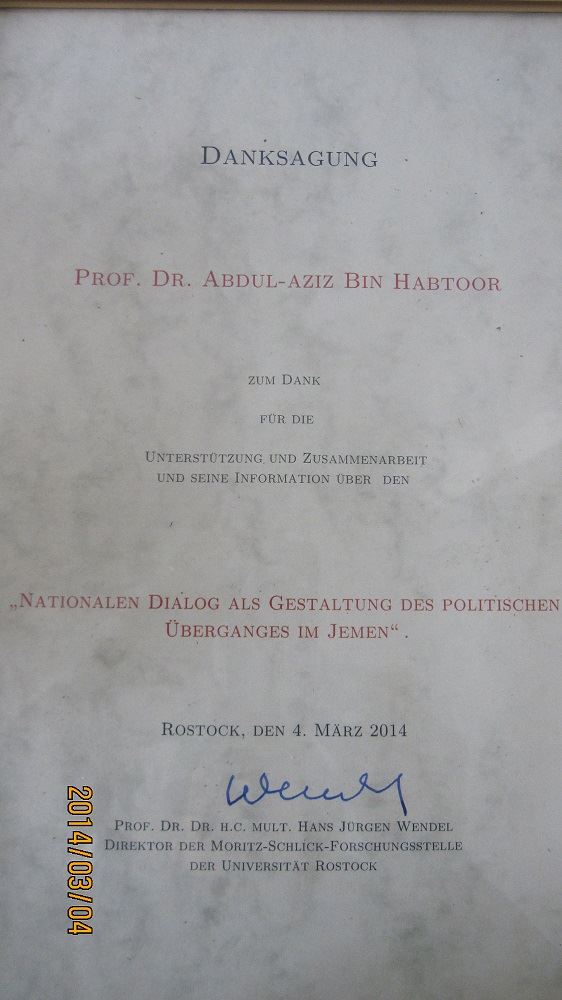 DANKSAGUNG
PROF. DR. ABDUL-AZIZ BIN HABTOOR
ZUM DANK
FÜR DIE
UNTERSTÜTZUNG UND ZUSAMMENARBEIT
UND SEINE INFORMATION ÜBER DEN
„NATIONALEN DIALOG ALS GESTALTUNG DES POLITISCHEN
ÜBERGANGES IM JEMEN“ .
ROSTOCK, DEN 4. MÄRZ 2014
Wendel
PROF. DR. DR. H.C. MULT. HANS JÜRGEN WENDEL
DIREKTOR DER MORITZ-SCHLICK-FORSCHUNGSSTELLE
DER UNIVERSITÄT ROSTOCK
2014/03/04